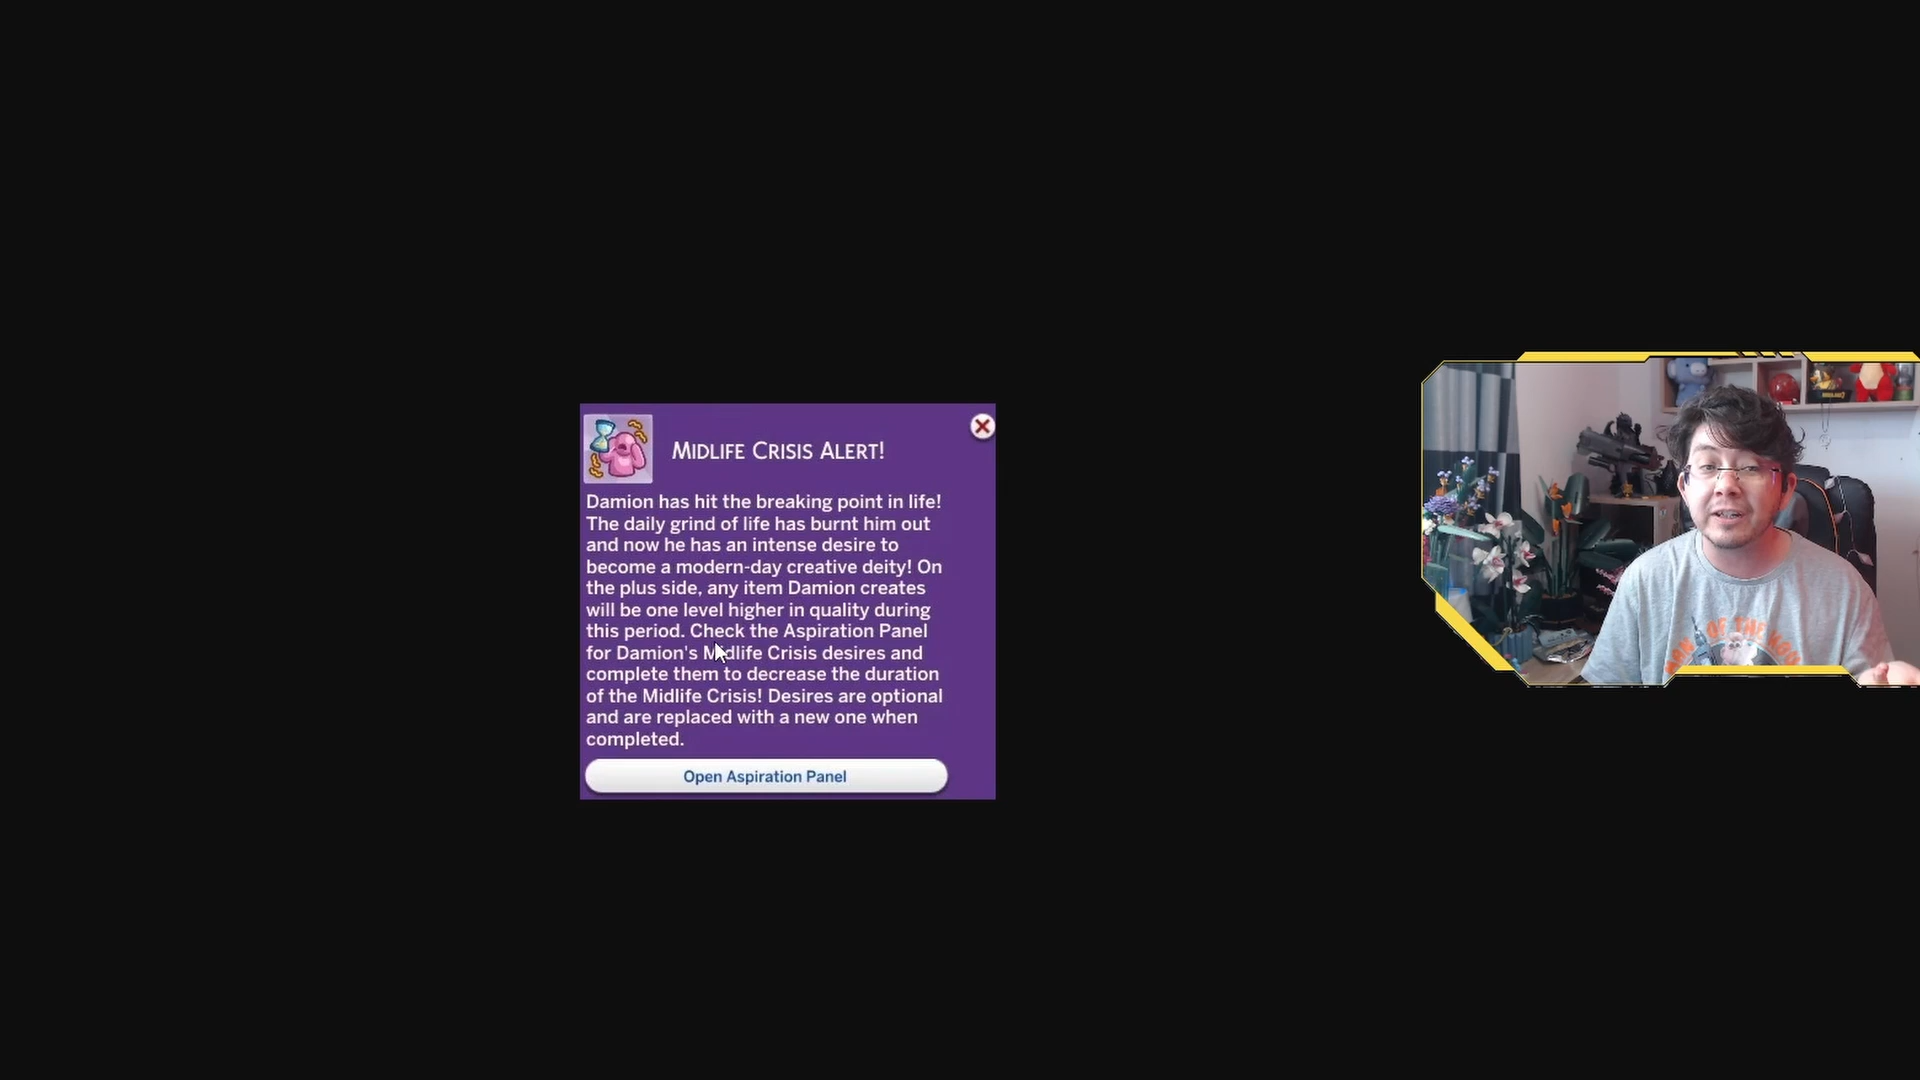 MIDLIFE CRISIS ALERT!
Damion has hit the breaking point in life!
The daily grind of life has burnt him out
and now he has an intense desire to
become a modern-day creative deity! On
the plus side, any item Damion creates
will be one level higher in quality during
this period. Check the Aspiration Panel
for Damion's Midlife Crisis desires and
complete them to decrease the duration
of the Midlife Crisis! Desires are optional
and are replaced with a new one when
completed.
Open Aspiration Panel
OF THE